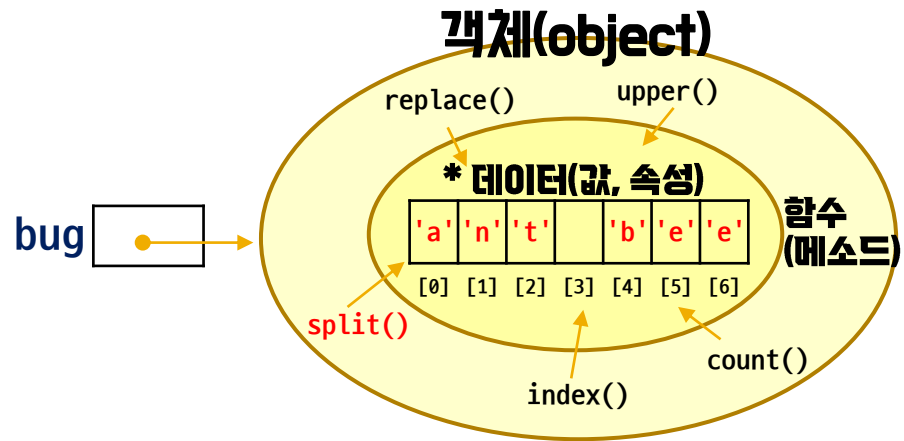 객체(object)
replace()
upper()
* 데이터(값, 속성)
함수
(메소드)
bug
'a' 'n' 't' 'b' 'e' 'e'
[0] [1] [2] [3] [4] [5] [6]
split()
count()
index()